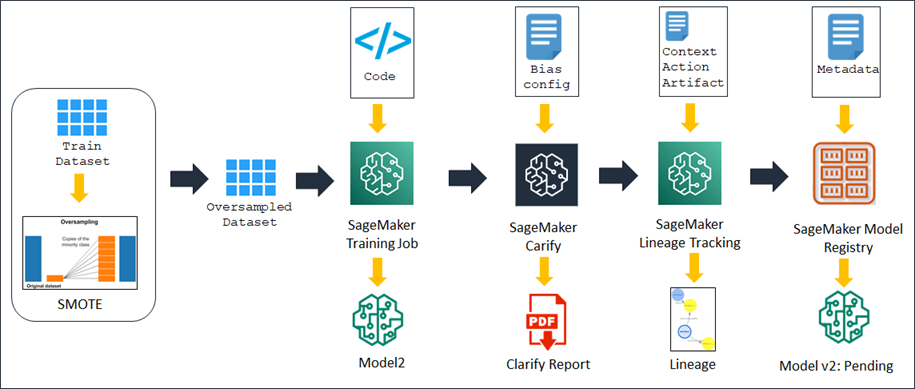 Code
Bias
config
Context
Action
Artifact
Metadata
Train
Dataset
Oversampling
Copies of the
minority class
Original dataset
SMOTE
Oversampled
Dataset
SageMaker
Training Job
SageMaker
Carify
SageMaker
Lineage Tracking
SageMaker Model
Registry
Model2
PDF
Clarify Report
Lineage
Model v2: Pending